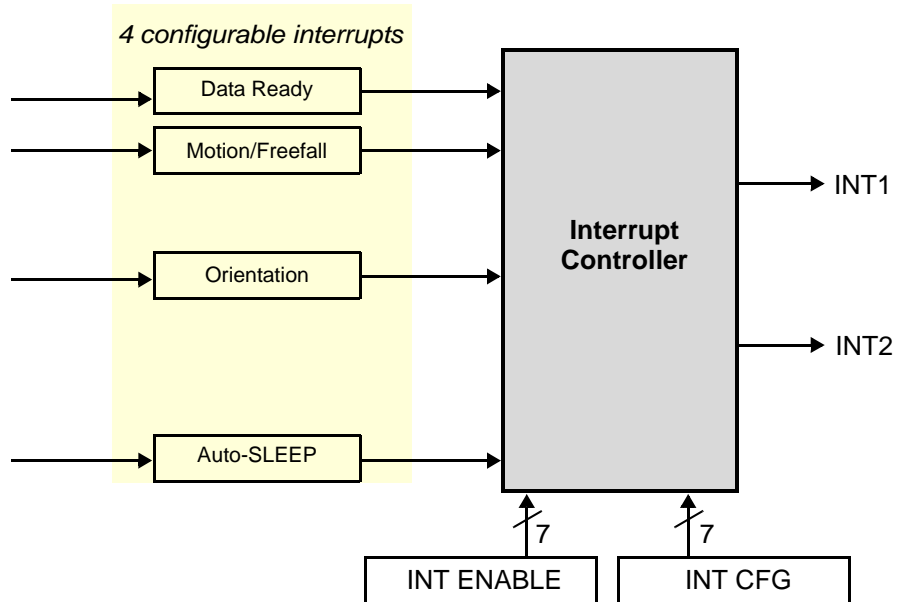 4 configurable interrupts
Data Ready
Motion/Freefall
Orientation
Auto-SLEEP
Interrupt
Controller
INT1
INT2
7
7
INT ENABLE
INT CFG